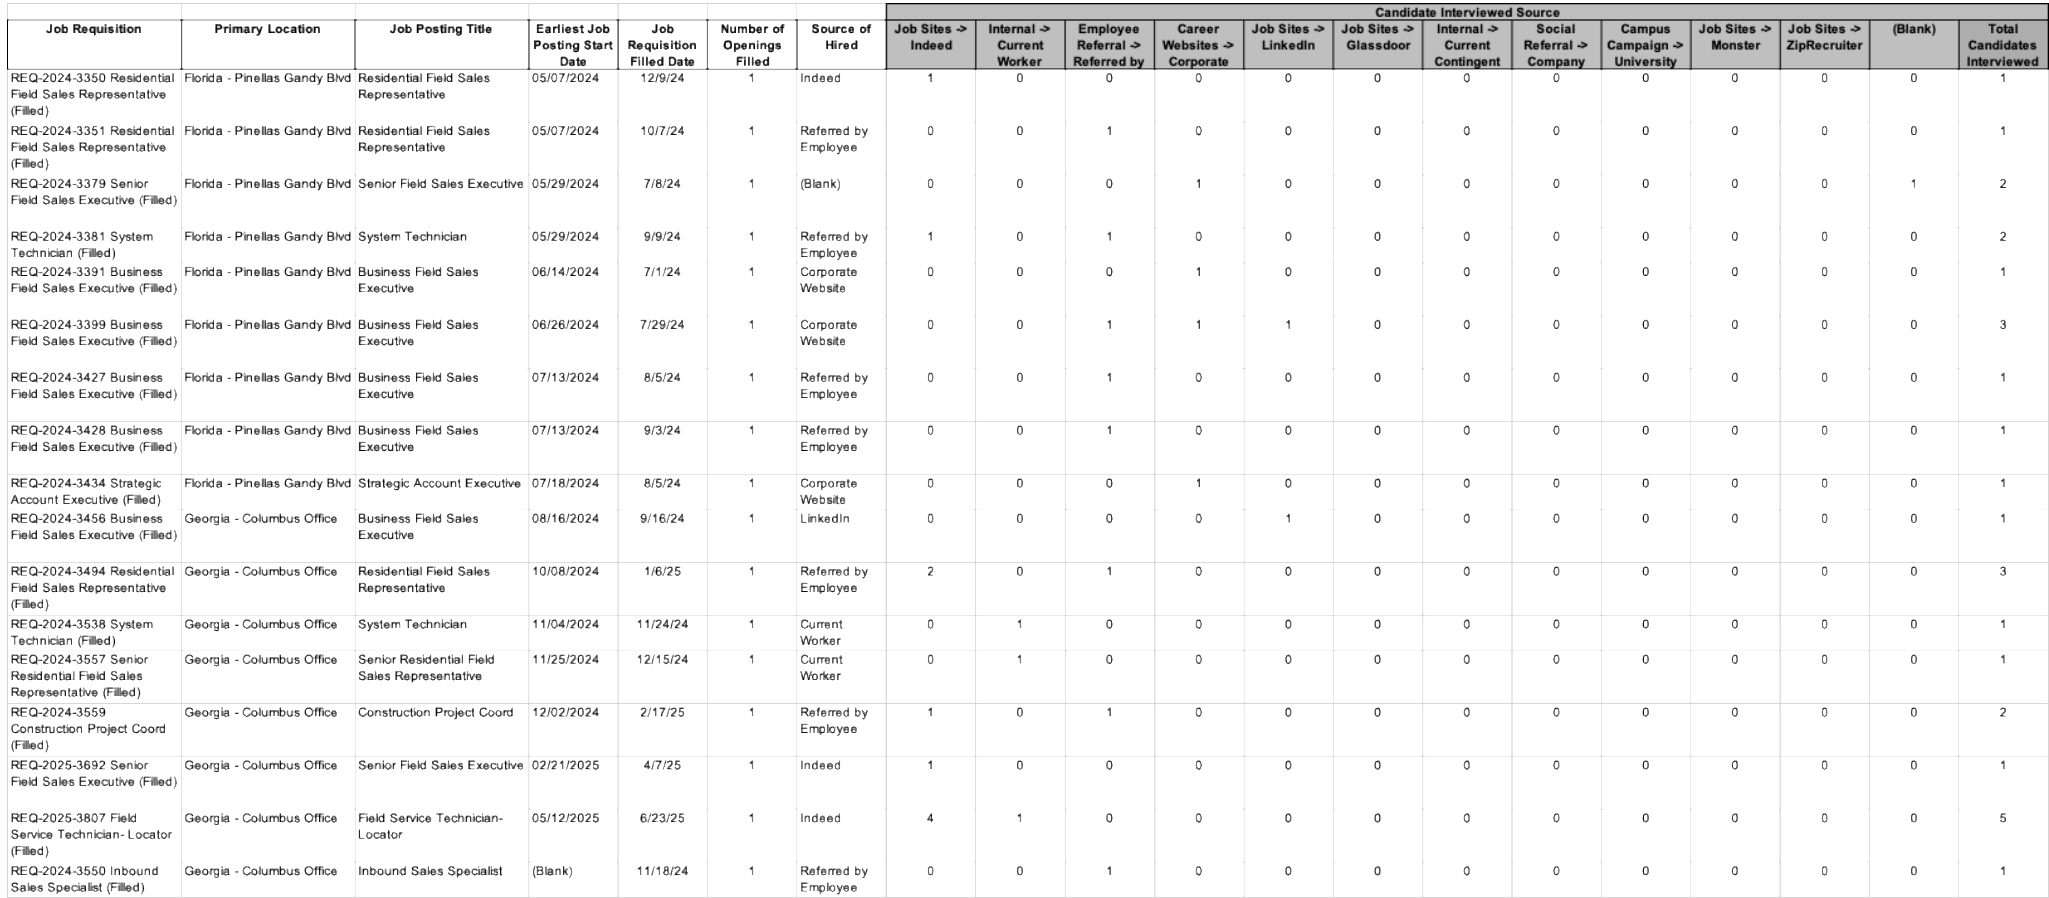 Candidate Interviewed Source
Job Requisition Primary Location Job Posting Title Earliest Job Job Number of Source of Job Sites -> Internal -> Employee Career Job Sites -> Job Sites -> Internal -> Social Campus Job Sites -> Job Sites -> (Blank) Total
Posting Start Requisition Openings Hired Indeed Current Referral -> Websites -> LinkedIn Glassdoor Current Referral -> Campaign -> Monster ZipRecruiter Candidates
Date Filled Date Filled Worker Referred by Corporate Contingent Company University Interviewed
REQ-2024-3350 Residential Florida - Pinellas Gandy Blvd Residential Field Sales 05/07/2024 12/9/24 1 Indeed 1 0 0 0 0 0 0 0 0 0 0 0 1
Field Sales Representative Representative
(Filled)
REQ-2024-3351 Residential Florida - Pinellas Gandy Blvd Residential Field Sales 05/07/2024 10/7/24 1 Referred by 0 0 1 0 0 0 0 0 0 0 0 0 1
Field Sales Representative Representative Employee
(Filled)
REQ-2024-3379 Senior Florida - Pinellas Gandy Blvd Senior Field Sales Executive 05/29/2024 7/8/24 1 (Blank) 0 0 0 1 0 0 0 0 0 0 0 1 2
Field Sales Executive (Filled)
REQ-2024-3381 System Florida - Pinellas Gandy Blvd System Technician 05/29/2024 9/9/24 1 Referred by 1 0 1 0 0 0 0 0 0 0 0 0 2
Technician (Filled) Employee
REQ-2024-3391 Business Florida - Pinellas Gandy Blvd Business Field Sales 06/14/2024 7/1/24 1 Corporate 0 0 0 1 0 0 0 0 0 0 0 0 1
Field Sales Executive (Filled) Executive Website
REQ-2024-3399 Business Florida - Pinellas Gandy Blvd Business Field Sales 06/26/2024 7/29/24 1 Corporate 0 0 1 1 1 0 0 0 0 0 0 0 3
Field Sales Executive (Filled) Executive Website
REQ-2024-3427 Business Florida - Pinellas Gandy Blvd Business Field Sales 07/13/2024 8/5/24 1 Referred by 0 0 1 0 0 0 0 0 0 0 0 0 1
Field Sales Executive (Filled) Executive Employee
REQ-2024-3428 Business Florida - Pinellas Gandy Blvd Business Field Sales 07/13/2024 9/3/24 1 Referred by 0 0 1 0 0 0 0 0 0 0 0 0 1
Field Sales Executive (Filled) Executive Employee
REQ-2024-3434 Strategic Florida - Pinellas Gandy Blvd Strategic Account Executive 07/18/2024 8/5/24 1 Corporate 0 0 0 1 0 0 0 0 0 0 0 0 1
Account Executive (Filled) Website
REQ-2024-3456 Business Georgia - Columbus Office Business Field Sales 08/16/2024 9/16/24 1 LinkedIn 0 0 0 0 1 0 0 0 0 0 0 0 1
Field Sales Executive (Filled) Executive
REQ-2024-3494 Residential Georgia - Columbus Office Residential Field Sales 10/08/2024 1/6/25 1 Referred by 2 0 1 0 0 0 0 0 0 0 0 0 3
Field Sales Representative Representative Employee
(Filled)
REQ-2024-3538 System Georgia - Columbus Office System Technician 11/04/2024 11/24/24 1 Current 0 1 0 0 0 0 0 0 0 0 0 0 1
Technician (Filled) Worker
REQ-2024-3557 Senior Georgia - Columbus Office Senior Residential Field 11/25/2024 12/15/24 1 Current 0 1 0 0 0 0 0 0 0 0 0 0 1
Residential Field Sales Sales Representative Worker
Representative (Filled)
REQ-2024-3559 Georgia - Columbus Office Construction Project Coord 12/02/2024 2/17/25 1 Referred by 1 0 1 0 0 0 0 0 0 0 0 0 2
Construction Project Coord Employee
(Filled)
REQ-2025-3692 Senior Georgia - Columbus Office Senior Field Sales Executive 02/21/2025 4/7/25 1 Indeed 1 0 0 0 0 0 0 0 0 0 0 0 1
Field Sales Executive (Filled)
REQ-2025-3807 Field Georgia - Columbus Office Field Service Technician- 05/12/2025 6/23/25 1 Indeed 4 1 0 0 0 0 0 0 0 0 0 0 5
Service Technician- Locator Locator
(Filled)
REQ-2024-3550 Inbound Georgia - Columbus Office Inbound Sales Specialist (Blank) 11/18/24 1 Referred by 0 0 1 0 0 0 0 0 0 0 0 0 1
Sales Specialist (Filled) Employee